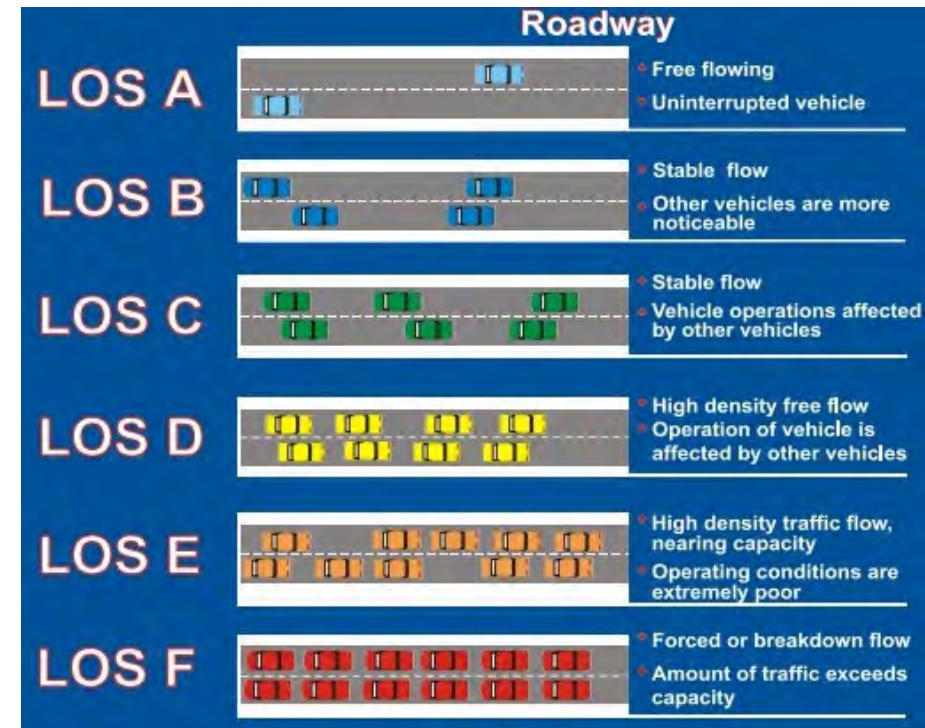 Roadway
LOS A
Free flowing
Uninterrupted vehicle
LOS B
Stable flow
Other vehicles are more
noticeable
LOS C
Stable flow
Vehicle operations affected
by other vehicles
LOS D
High density free flow
Operation of vehicle is
affected by other vehicles
LOS E
High density traffic flow,
nearing capacity
Operating conditions are
extremely poor
LOS F
Forced or breakdown flow
Amount of traffic exceeds
capacity